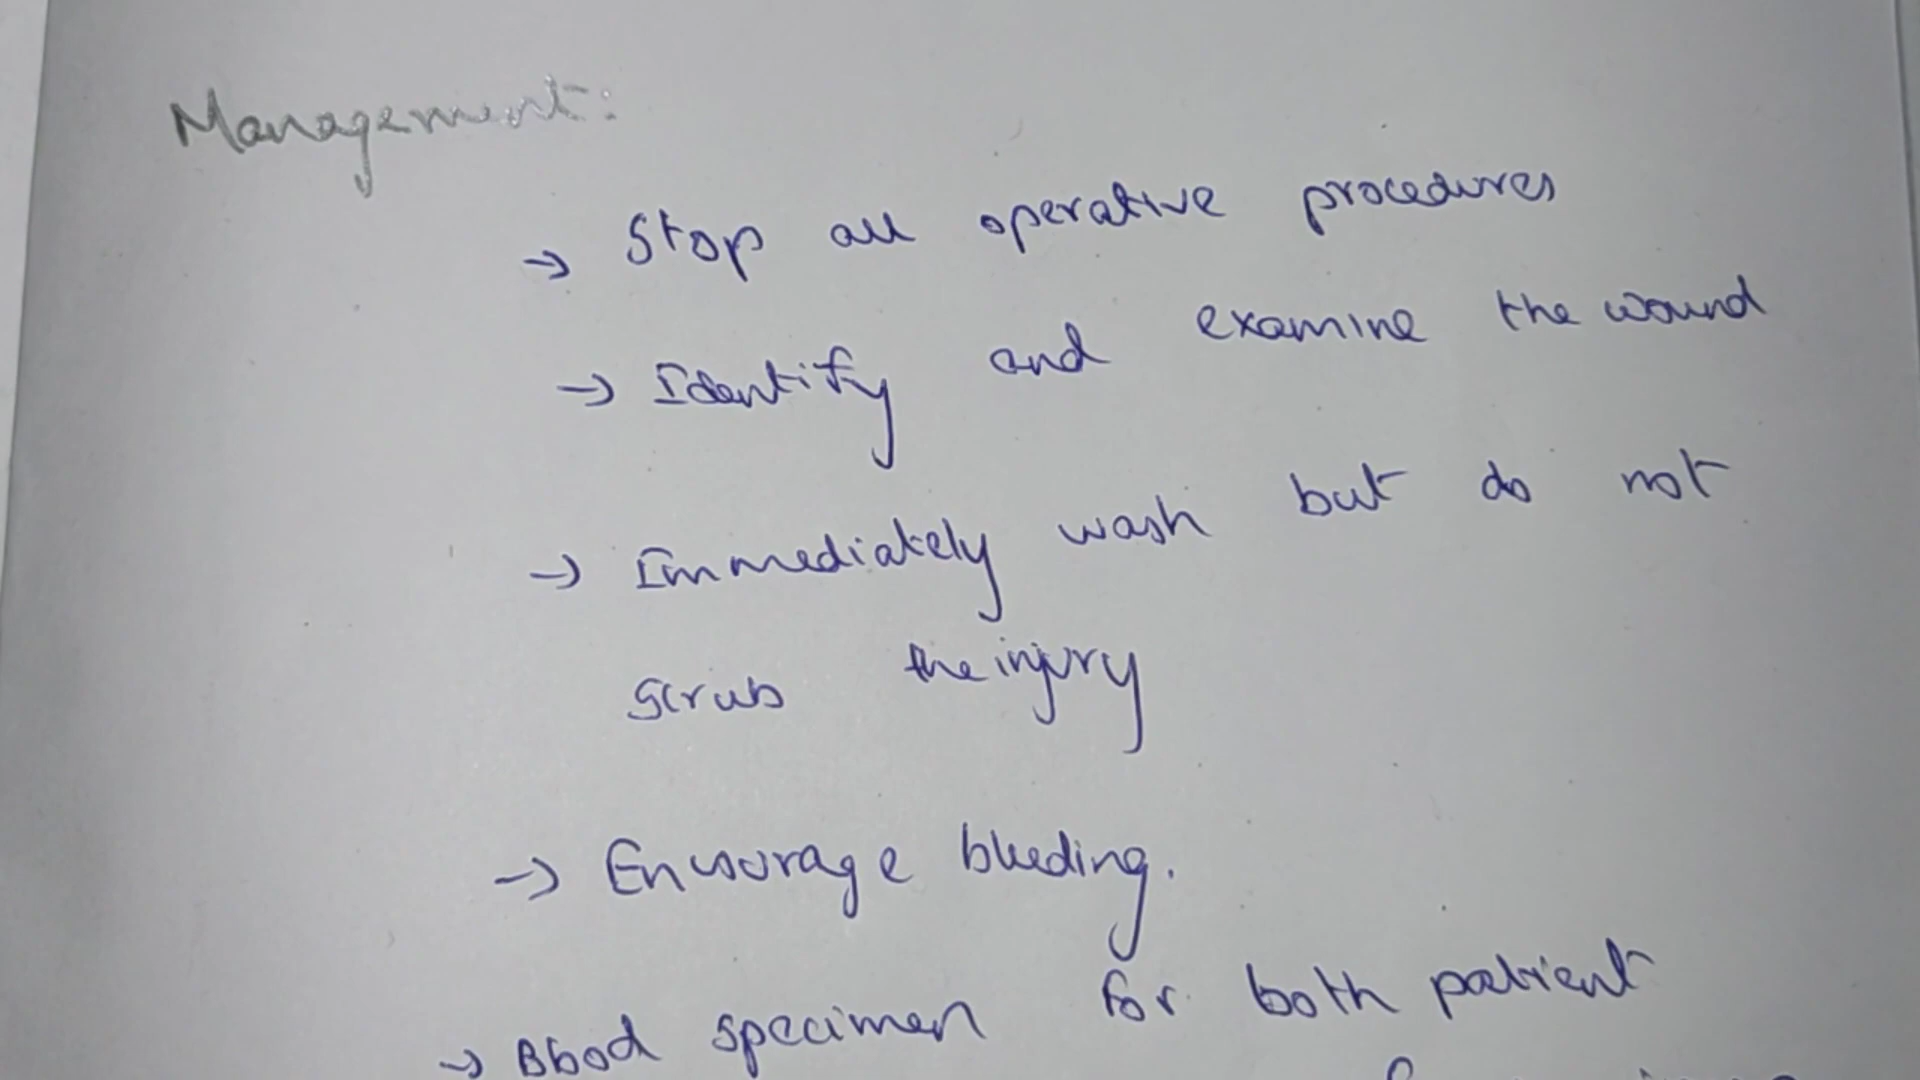 Management:
→ Stop all operative procedures
→ Identify and examine the wound
→ Immediately wash but do not
scrub the injury
→ Encourage bleeding.
→ Blood specimen for both patient